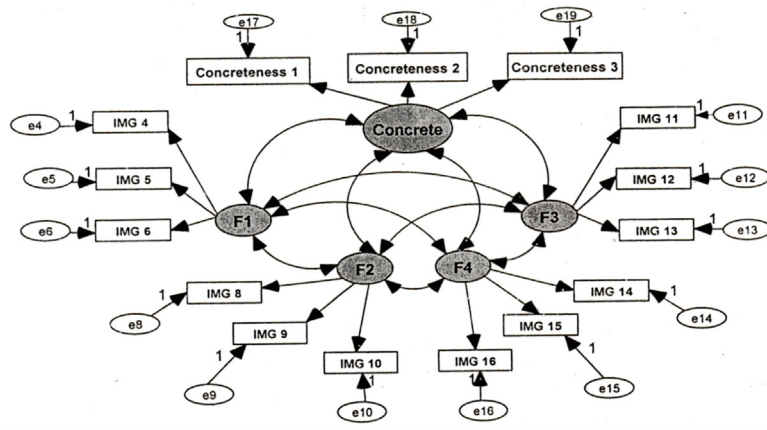 e17
e18
e19
1
1
1
Concreteness 1
Concreteness 2
Concreteness 3
e4
1
IMG 4
Concrete
IMG 11
1
e11
e5
1
IMG 5
IMG 12
1
e12
e6
1
IMG 6
F1
F3
IMG 13
1
e13
F2
F4
e8
1
IMG 8
IMG 14
1
e14
IMG 9
IMG 15
1
e9
IMG 10
IMG 16
1
e15
1
1
e10
e16